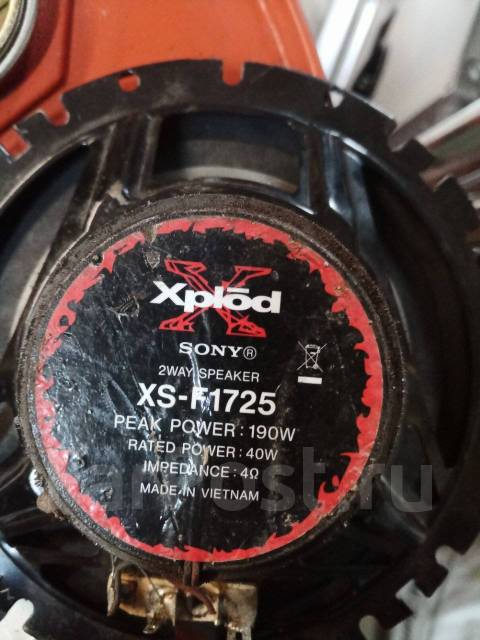 Xplōd
SONY®
2WAY SPEAKER
XS-F1725
PEAK POWER : 190W
RATED POWER : 40W
IMPEDANCE : 4Ω
MADE IN VIETNAM